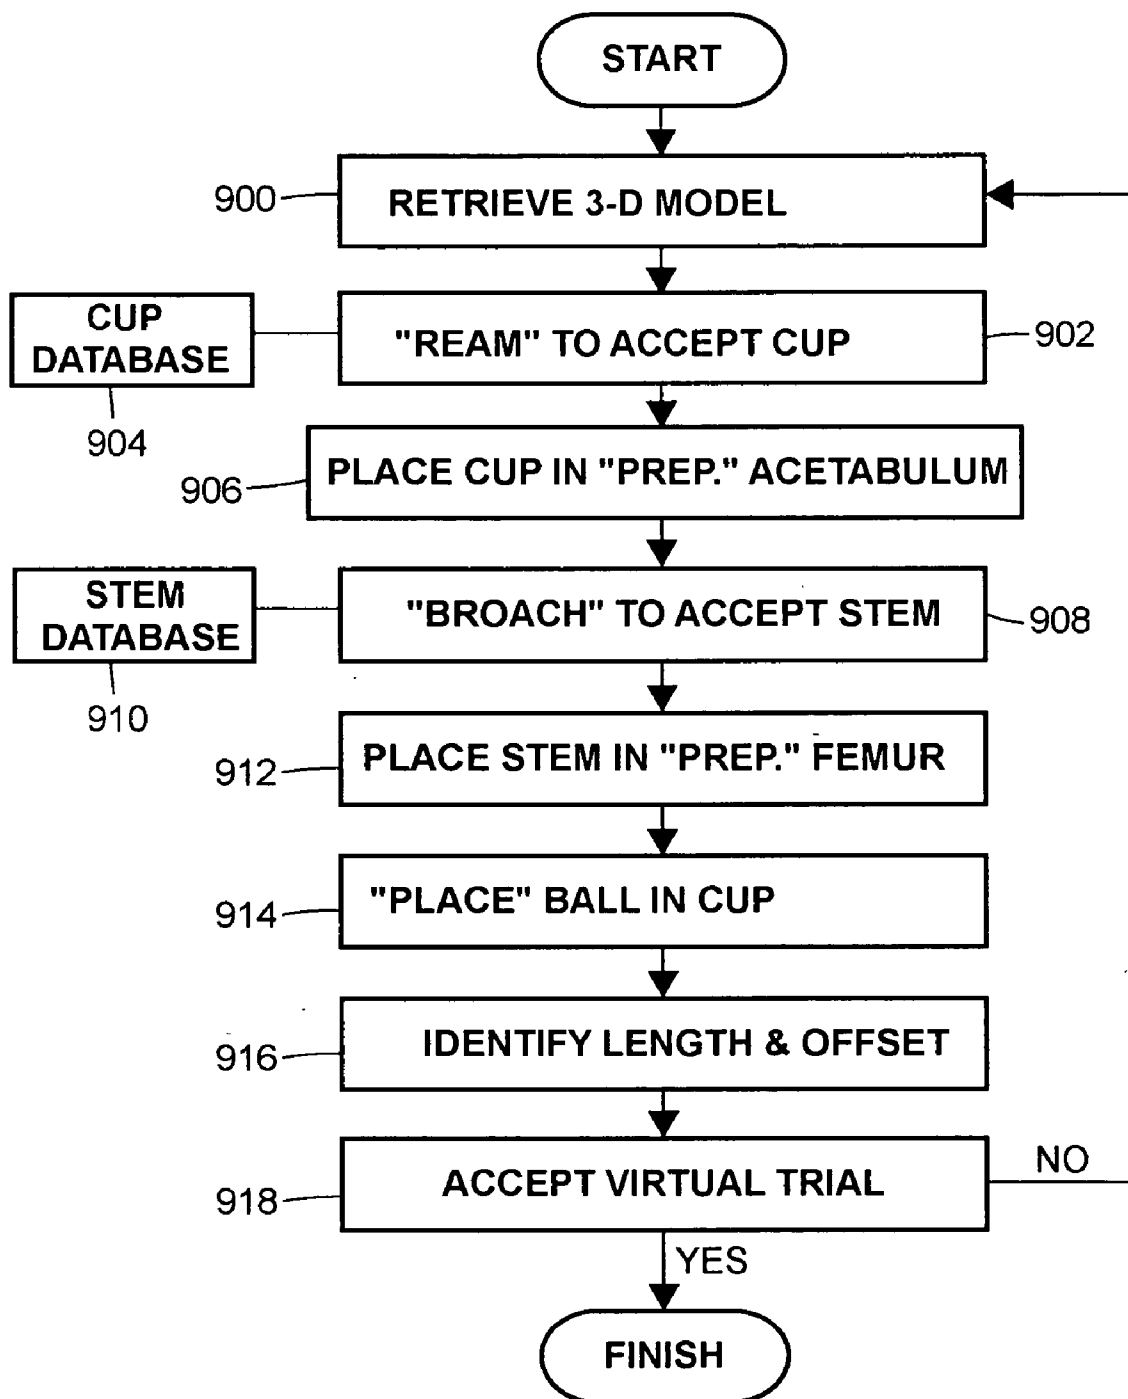 START
900
RETRIEVE 3-D MODEL
CUP
DATABASE
904
"REAM" TO ACCEPT CUP
902
906
PLACE CUP IN "PREP." ACETABULUM
STEM
DATABASE
910
"BROACH" TO ACCEPT STEM
908
912
PLACE STEM IN "PREP." FEMUR
914
"PLACE" BALL IN CUP
916
IDENTIFY LENGTH & OFFSET
918
ACCEPT VIRTUAL TRIAL
NO
YES
FINISH